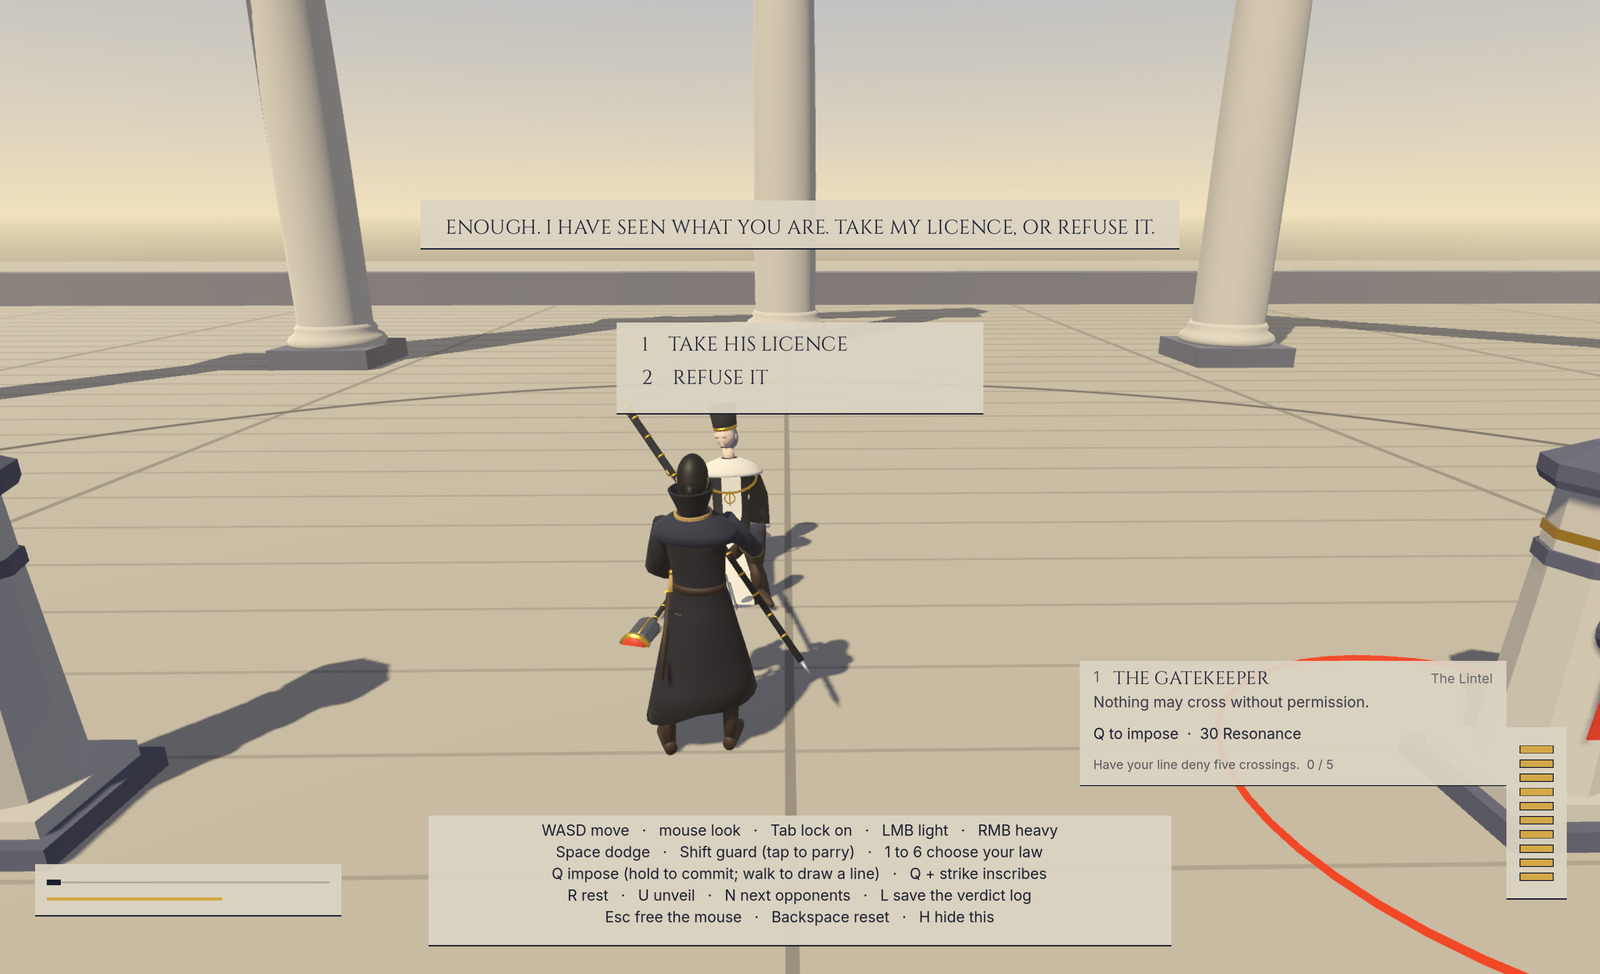 ENOUGH. I HAVE SEEN WHAT YOU ARE. TAKE MY LICENCE, OR REFUSE IT.
1 TAKE HIS LICENCE
2 REFUSE IT
1 THE GATEKEEPER The Lintel
Nothing may cross without permission.
Q to impose · 30 Resonance
Have your line deny five crossings. 0 / 5
WASD move · mouse look · Tab lock on · LMB light · RMB heavy
Space dodge · Shift guard (tap to parry) · 1 to 6 choose your law
Q impose (hold to commit; walk to draw a line) · Q + strike inscribes
R rest · U unveil · N next opponents · L save the verdict log
Esc free the mouse · Backspace reset · H hide this